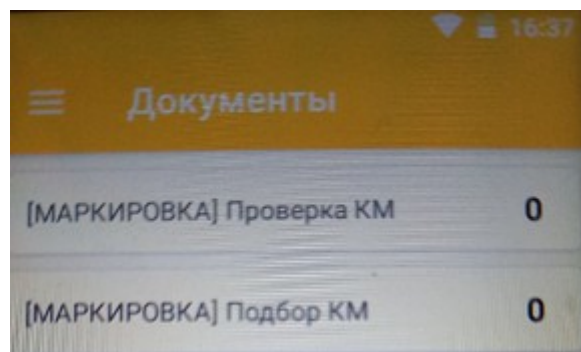 16:37
Документы
[МАРКИРОВКА] Проверка КМ 0
[МАРКИРОВКА] Подбор КМ 0